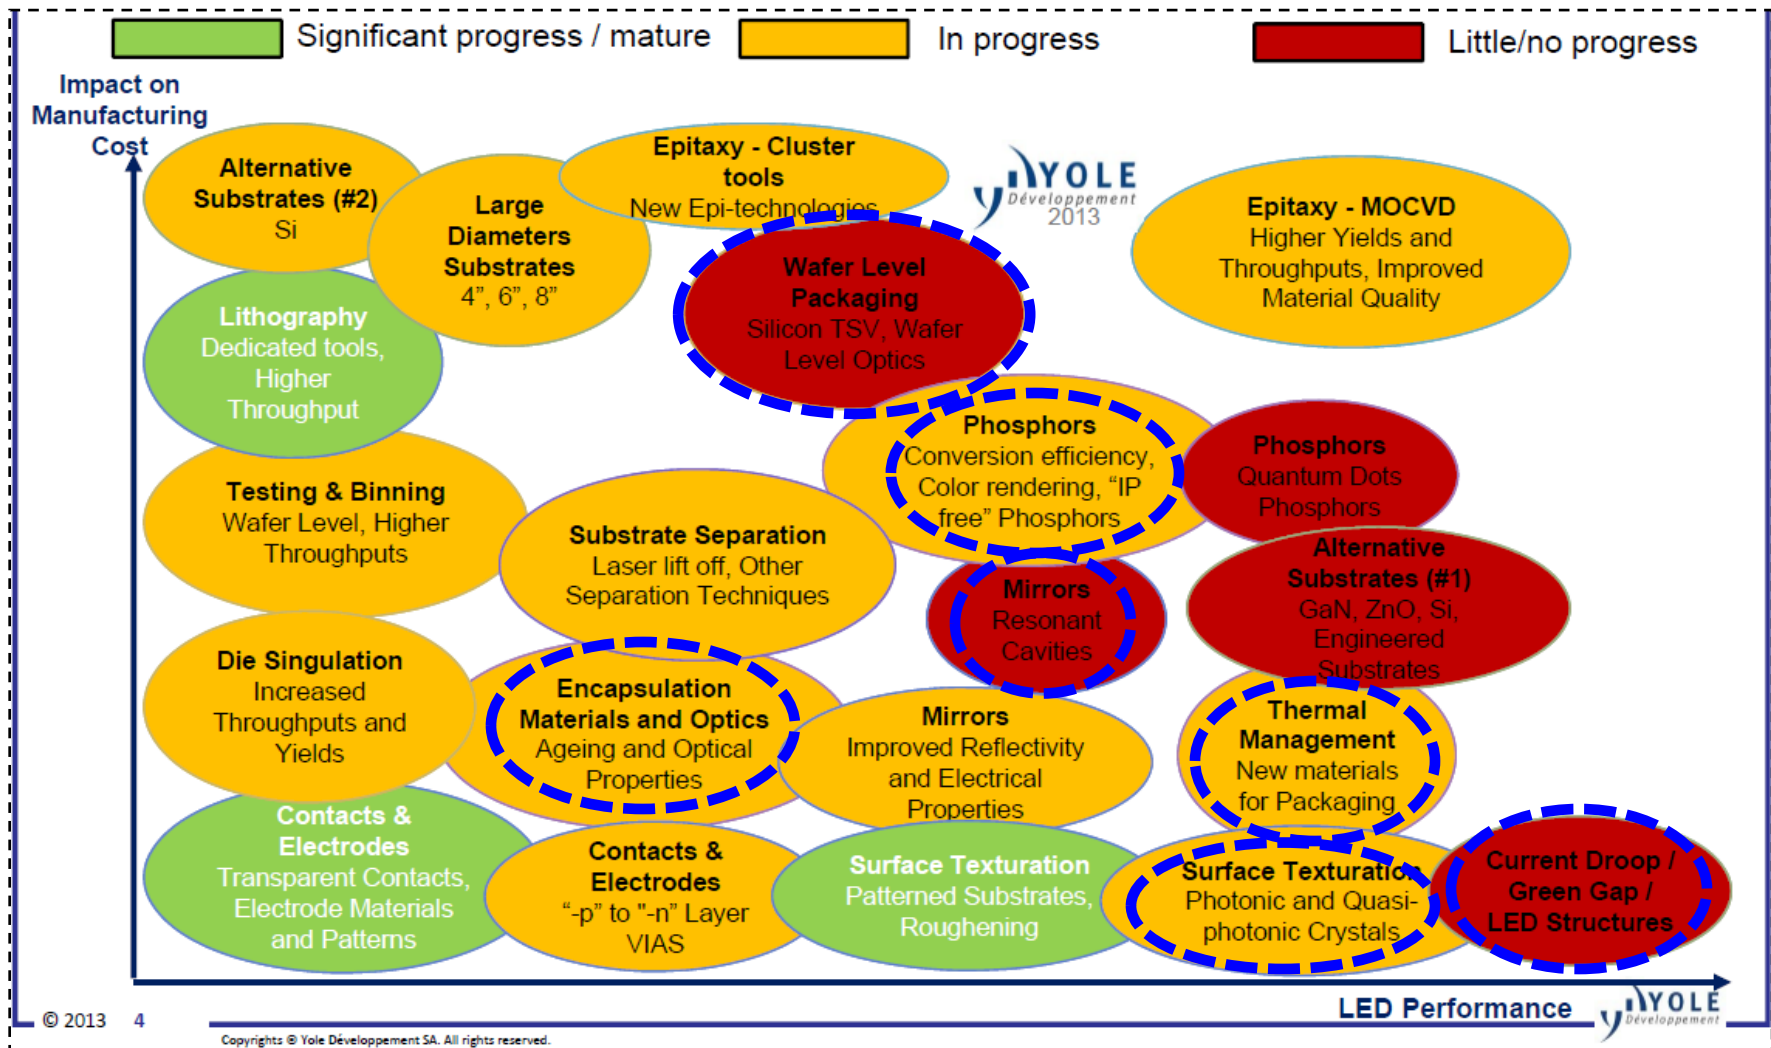 Significant progress / mature
In progress
Little/no progress
Impact on
Manufacturing
Cost
Alternative
Substrates (#2)
Si
Large
Diameters
Substrates
4”, 6”, 8”
Epitaxy - Cluster
tools
New Epi-technologies
YOLE
Développement
2013
Epitaxy - MOCVD
Higher Yields and
Throughputs, Improved
Material Quality
Wafer Level
Packaging
Silicon TSV, Wafer
Level Optics
Lithography
Dedicated tools,
Higher
Throughput
Phosphors
Conversion efficiency,
Color rendering, “IP
free” Phosphors
Phosphors
Quantum Dots
Phosphors
Testing & Binning
Wafer Level, Higher
Throughputs
Substrate Separation
Laser lift off, Other
Separation Techniques
Mirrors
Resonant
Cavities
Alternative
Substrates (#1)
GaN, ZnO, Si,
Engineered
Substrates
Die Singulation
Increased
Throughputs and
Yields
Encapsulation
Materials and Optics
Ageing and Optical
Properties
Mirrors
Improved Reflectivity
and Electrical
Properties
Thermal
Management
New materials
for Packaging
Contacts &
Electrodes
Transparent Contacts,
Electrode Materials
and Patterns
Contacts &
Electrodes
“-p” to "-n” Layer
VIAS
Surface Texturation
Patterned Substrates,
Roughening
Surface Texturation
Photonic and Quasi-
photonic Crystals
Current Droop /
Green Gap /
LED Structures
LED Performance
YOLE
Développement
© 2013 4
Copyrights © Yole Développement SA. All rights reserved.